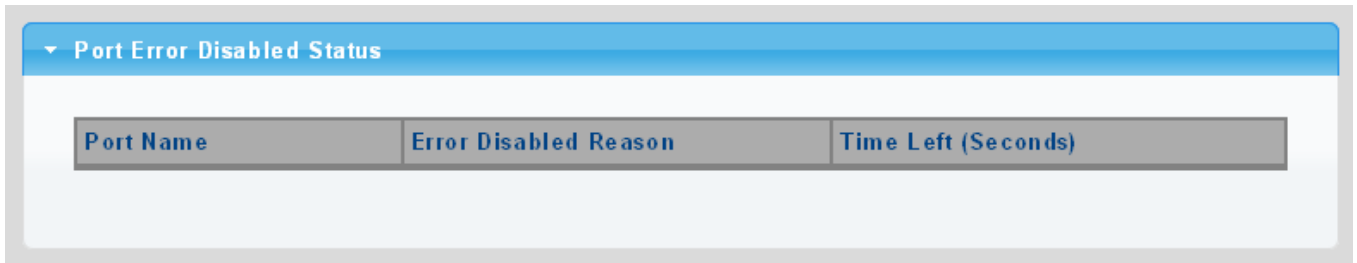 Port Error Disabled Status
Port Name Error Disabled Reason Time Left (Seconds)